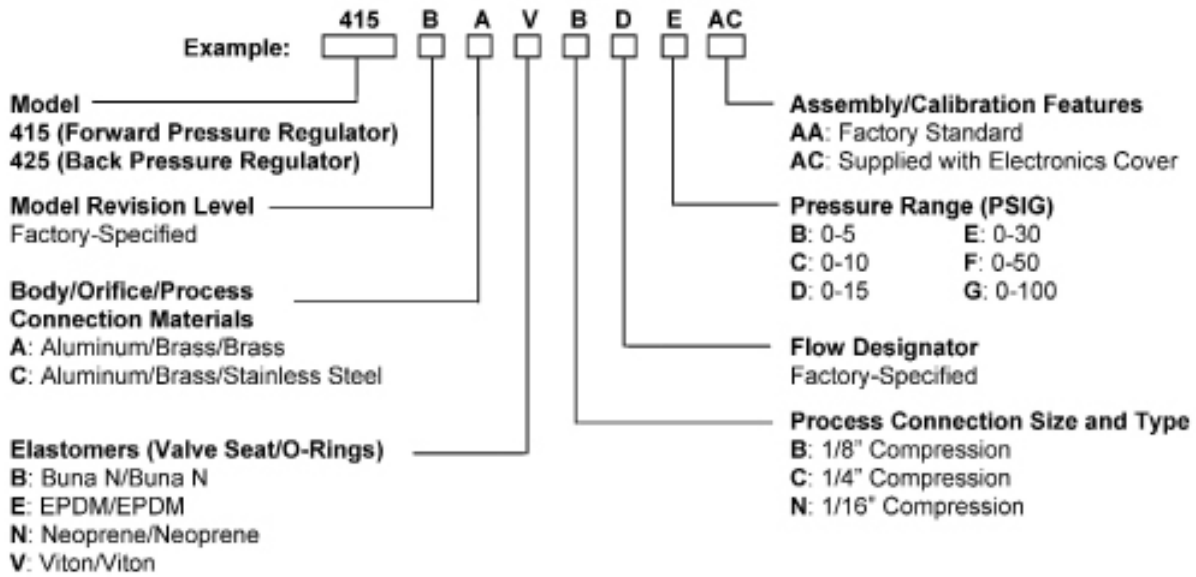 415 B A V B D E AC
Example:
Model
415 (Forward Pressure Regulator)
425 (Back Pressure Regulator)
Model Revision Level
Factory-Specified
Body/Orifice/Process
Connection Materials
A: Aluminum/Brass/Brass
C: Aluminum/Brass/Stainless Steel
Elastomers (Valve Seat/O-Rings)
B: Buna N/Buna N
E: EPDM/EPDM
N: Neoprene/Neoprene
V: Viton/Viton
Assembly/Calibration Features
AA: Factory Standard
AC: Supplied with Electronics Cover
Pressure Range (PSIG)
B: 0-5 E: 0-30
C: 0-10 F: 0-50
D: 0-15 G: 0-100
Flow Designator
Factory-Specified
Process Connection Size and Type
B: 1/8" Compression
C: 1/4" Compression
N: 1/16" Compression